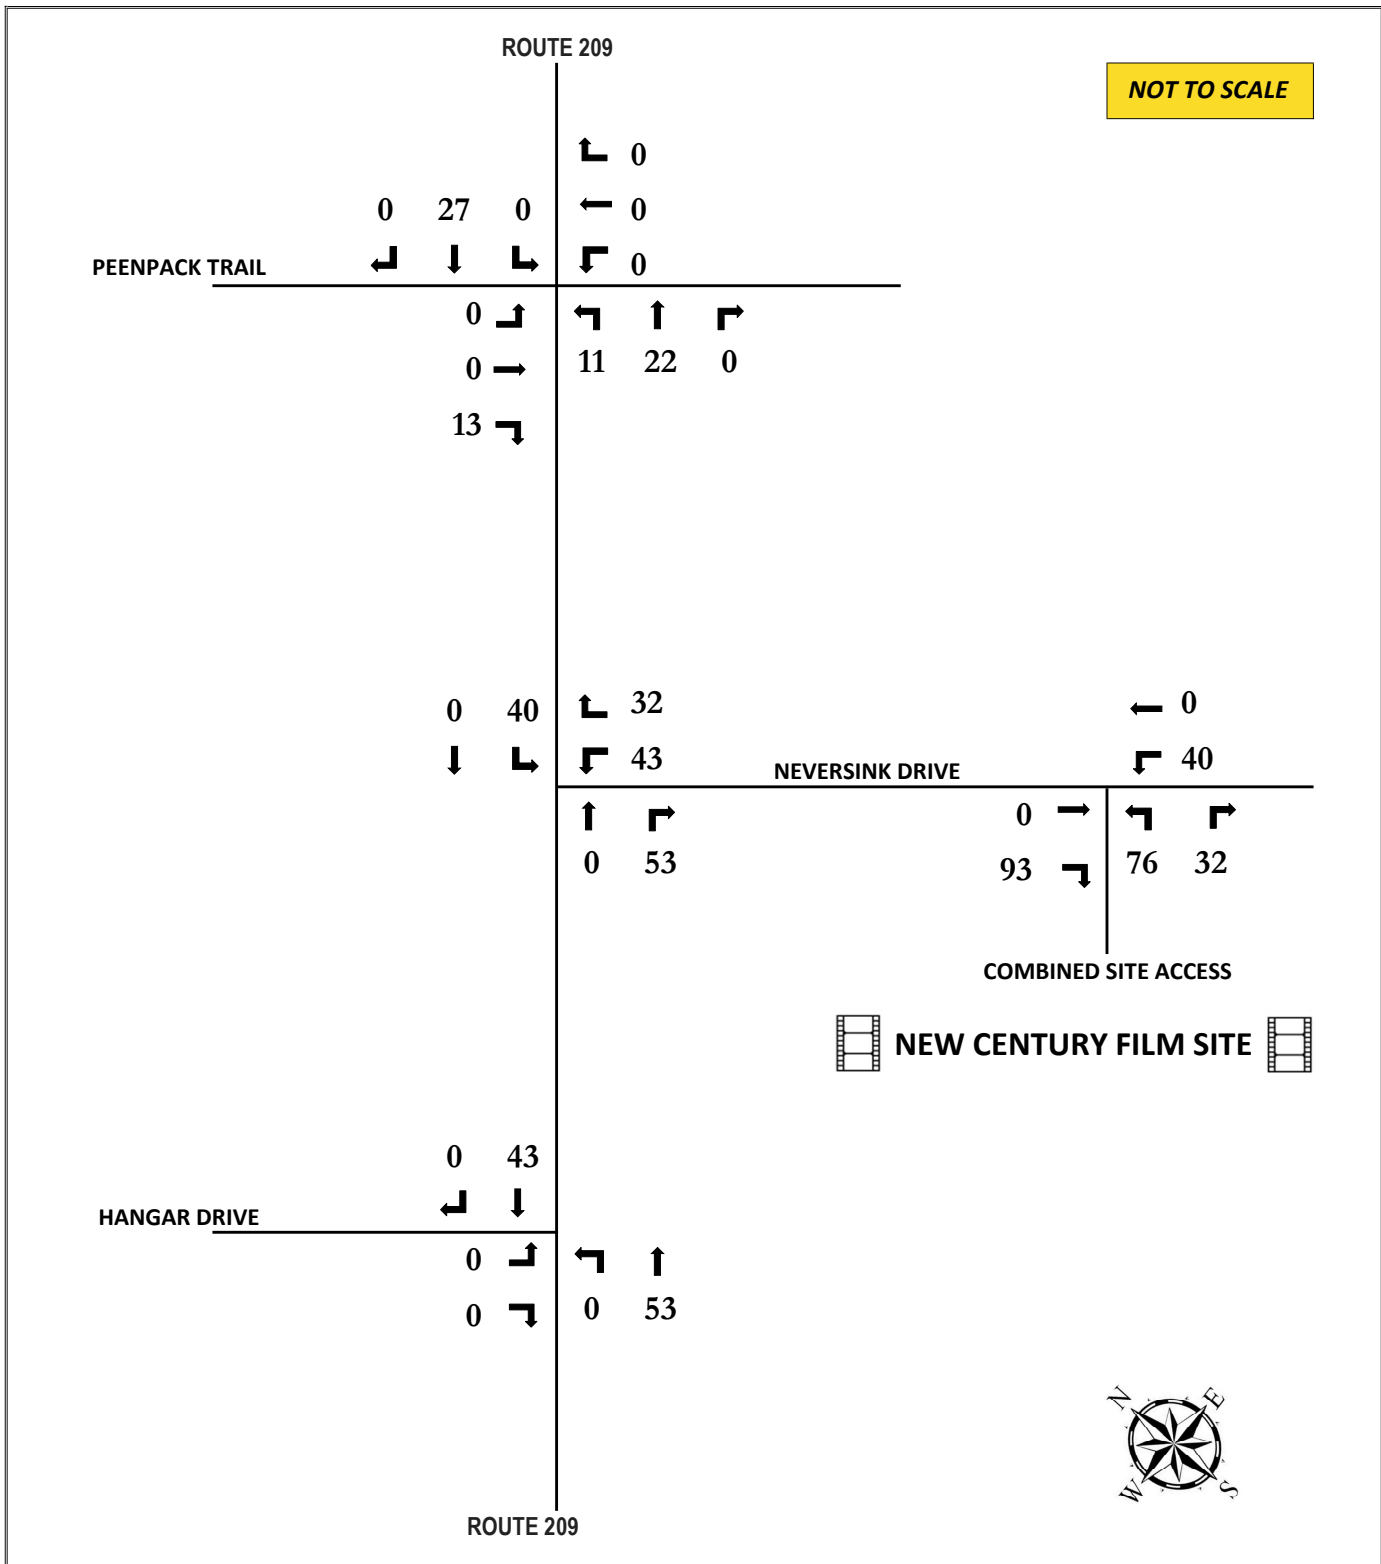 ROUTE 209
NOT TO SCALE
0
0 27 0 0
PEENPACK TRAIL 0
0
0 11 22 0
13
32
0 40 0
43 NEVERSINK DRIVE 40
0
0 53 93 76 32
COMBINED SITE ACCESS
NEW CENTURY FILM SITE
0 43
HANGAR DRIVE
0
0 0 53
N E
W S
ROUTE 209